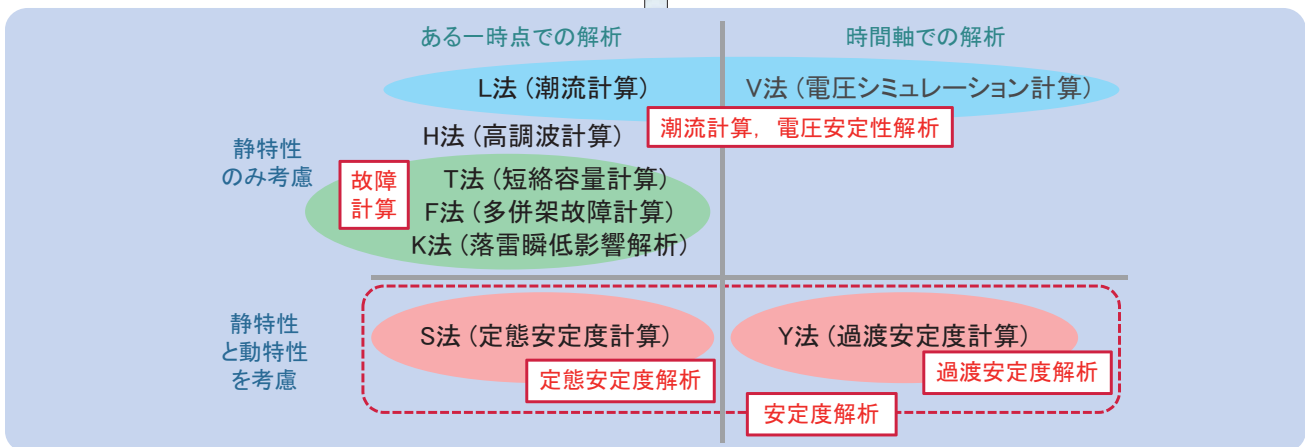 ある一時点での解析
時間軸での解析
L法（潮流計算）
V法（電圧シミュレーション計算）
潮流計算，電圧安定性解析
H法（高調波計算）
静特性
のみ考慮
故障
計算
T法（短絡容量計算）
F法（多併架故障計算）
K法（落雷瞬低影響解析）
静特性
と動特性
を考慮
S法（定態安定度計算）
定態安定度解析
Y法（過渡安定度計算）
過渡安定度解析
安定度解析